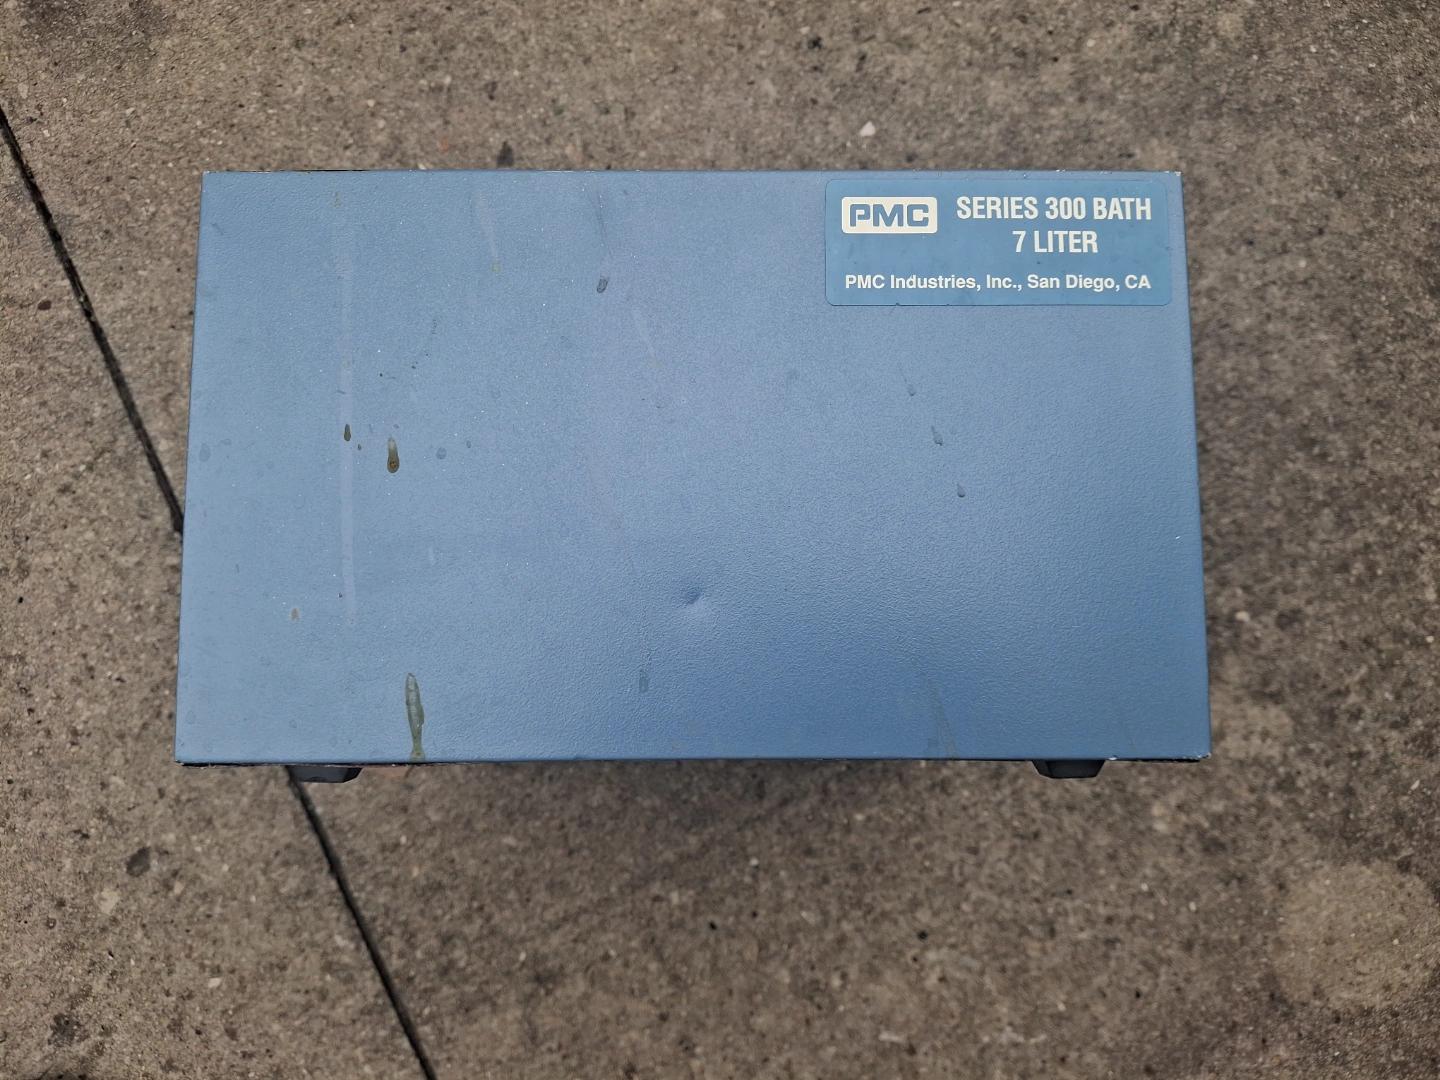 PMC SERIES 300 BATH
7 LITER
PMC Industries, Inc., San Diego, CA